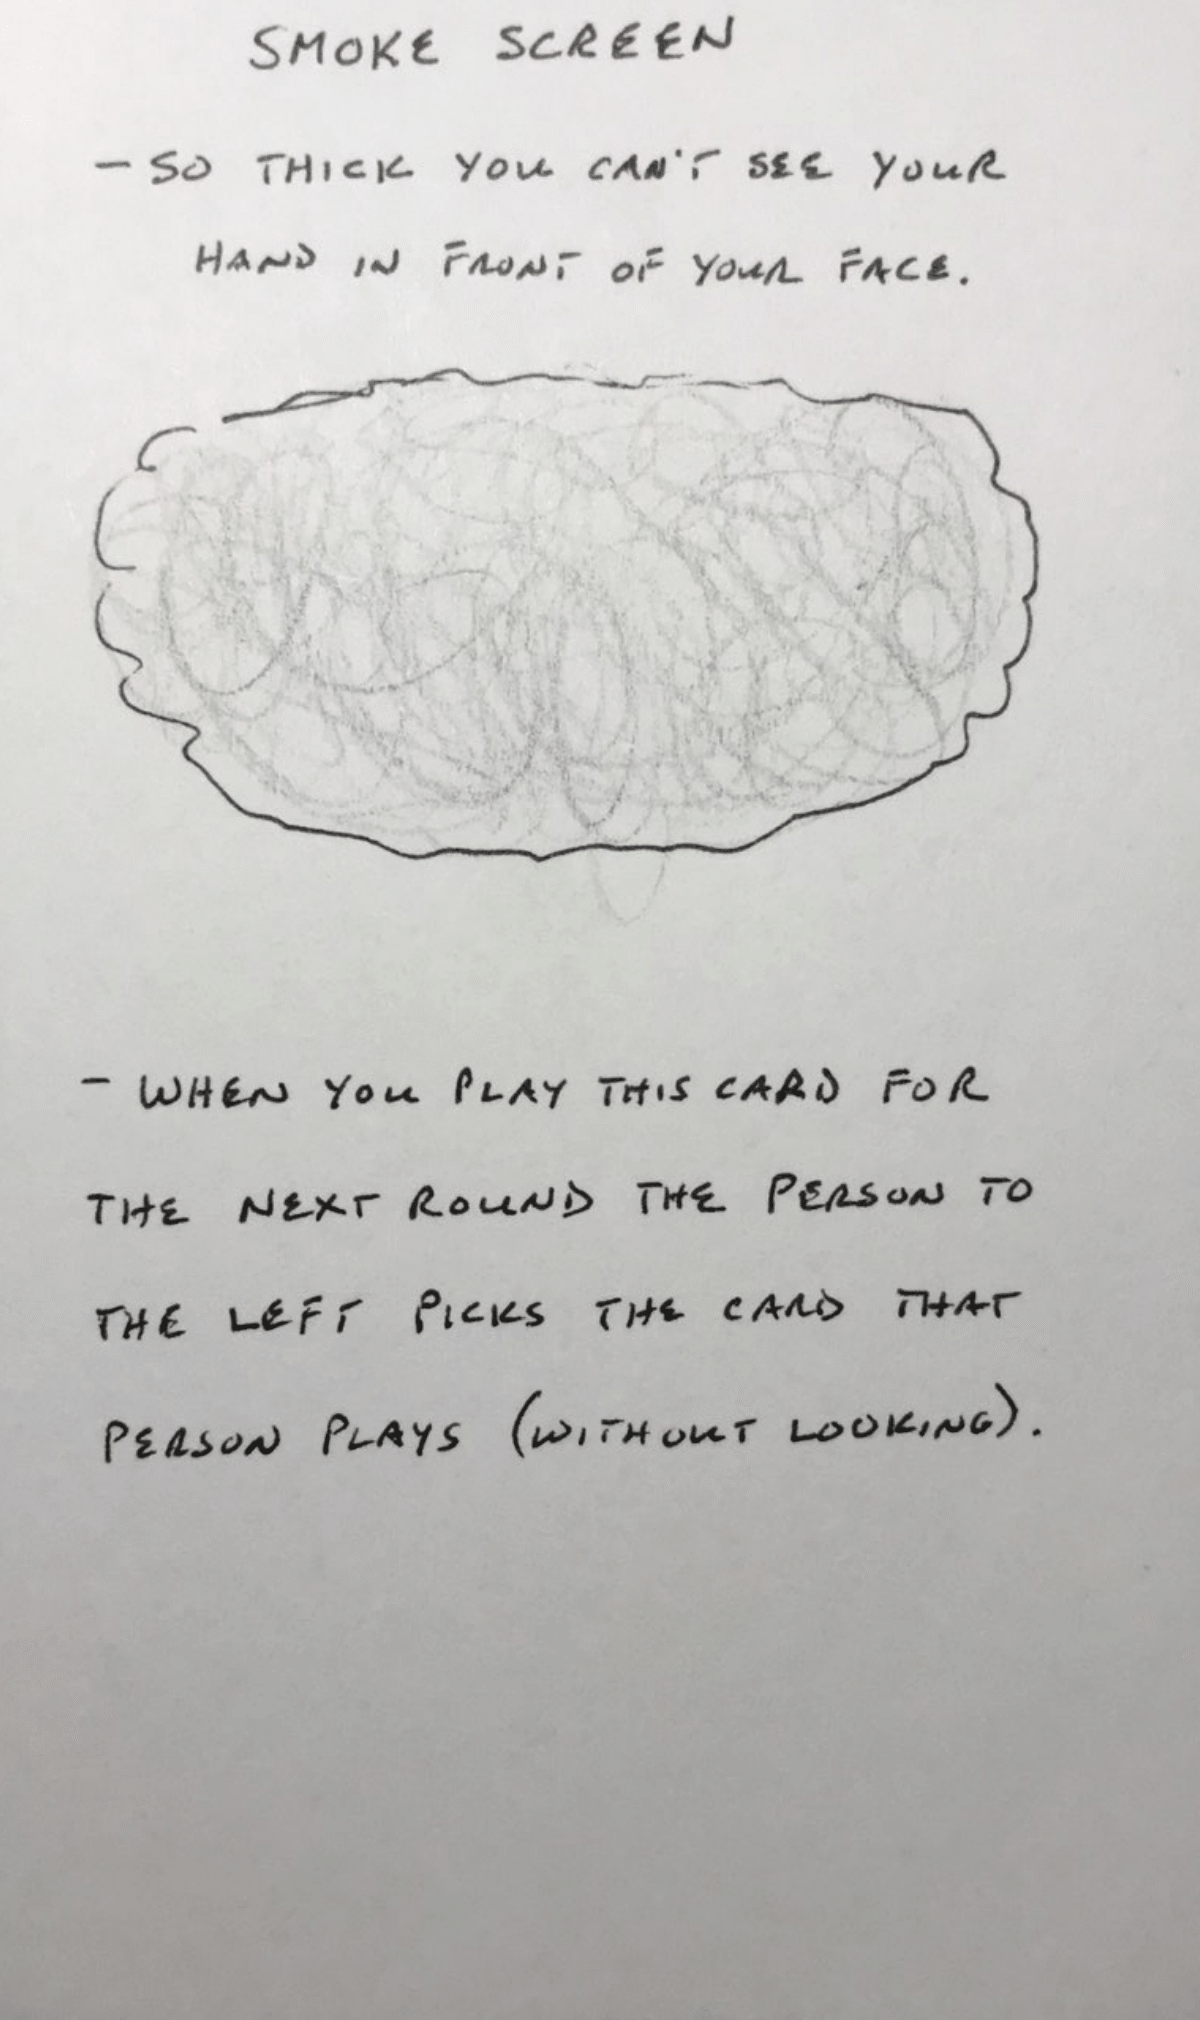 SMOKE SCREEN
- SO THICK YOU CAN'T SEE YOUR
HAND IN FRONT OF YOUR FACE.
- WHEN YOU PLAY THIS CARD FOR
THE NEXT ROUND THE PERSON TO
THE LEFT PICKS THE CARD THAT
PERSON PLAYS (WITHOUT LOOKING).